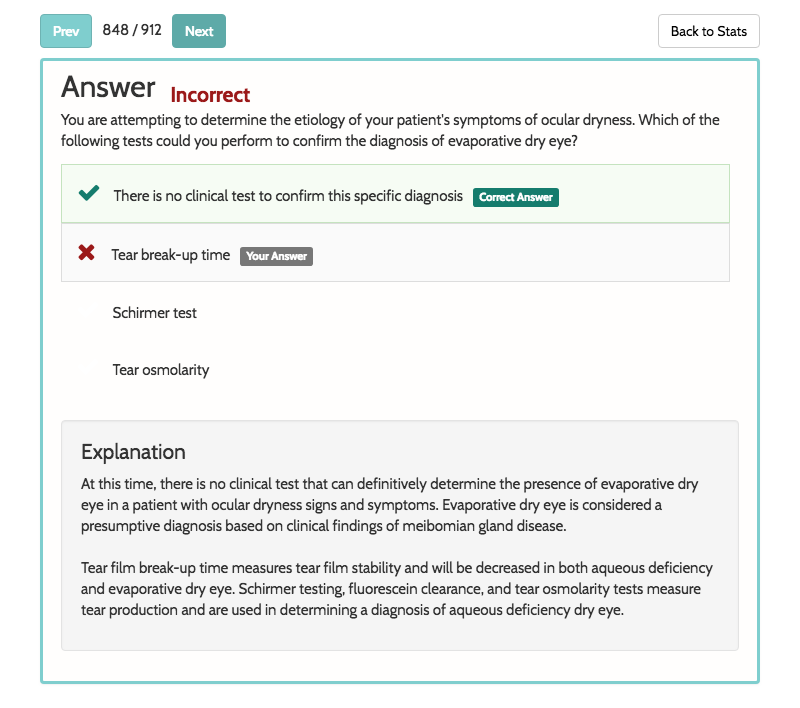 Prev 848 / 912 Next Back to Stats
Answer Incorrect
You are attempting to determine the etiology of your patient's symptoms of ocular dryness. Which of the
following tests could you perform to confirm the diagnosis of evaporative dry eye?
There is no clinical test to confirm this specific diagnosis Correct Answer
Tear break-up time Your Answer
Schirmer test
Tear osmolarity
Explanation
At this time, there is no clinical test that can definitively determine the presence of evaporative dry
eye in a patient with ocular dryness signs and symptoms. Evaporative dry eye is considered a
presumptive diagnosis based on clinical findings of meibomian gland disease.
Tear film break-up time measures tear film stability and will be decreased in both aqueous deficiency
and evaporative dry eye. Schirmer testing, fluorescein clearance, and tear osmolarity tests measure
tear production and are used in determining a diagnosis of aqueous deficiency dry eye.